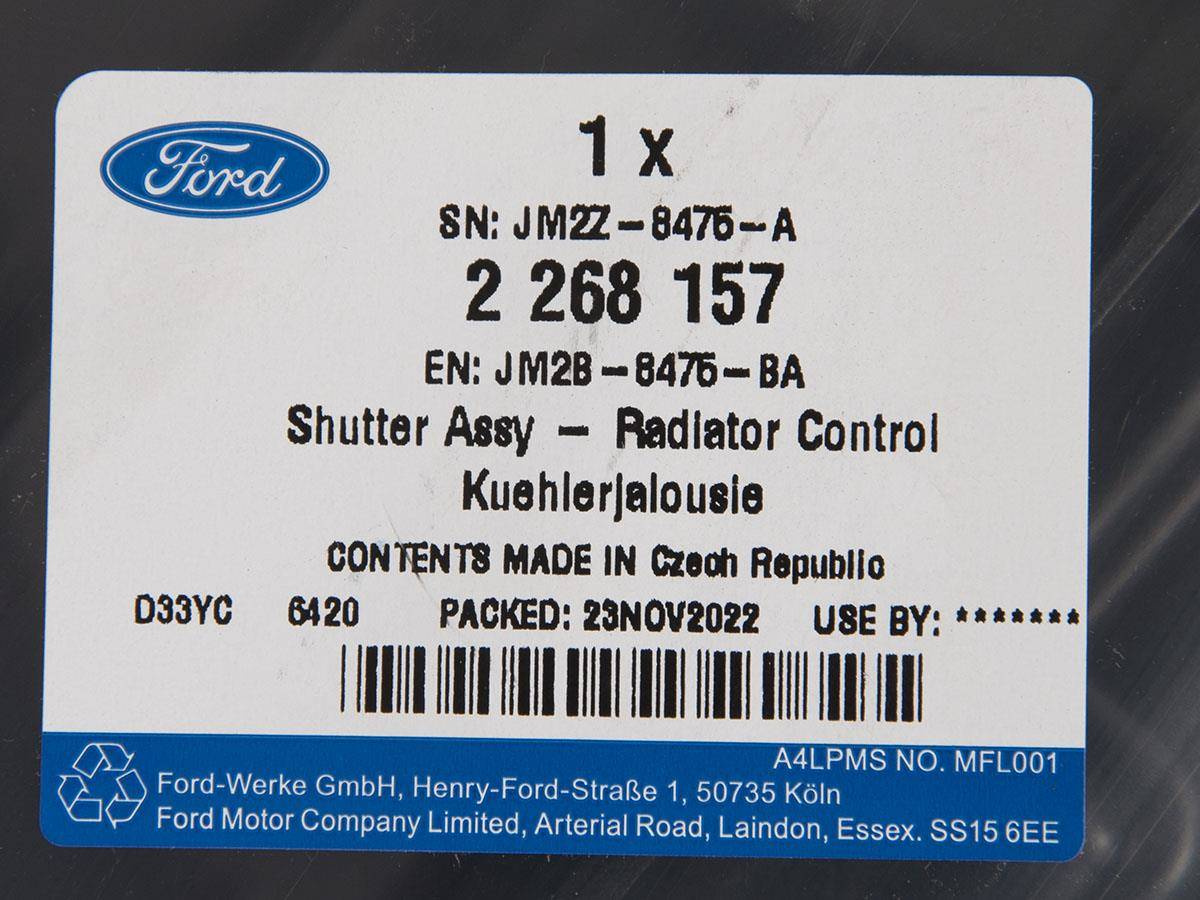 Ford
1 x
SN: JM2Z-8475-A
2 268 157
EN: JM2B-8475-BA
Shutter Assy - Radiator Control
Kuehlerjalousie
CONTENTS MADE IN Czech Republic
D33YC 6420 PACKED: 23NOV2022 USE BY: *******
A4LPMS NO. MFL001
Ford-Werke GmbH, Henry-Ford-Straße 1, 50735 Köln
Ford Motor Company Limited, Arterial Road, Laindon, Essex. SS15 6EE